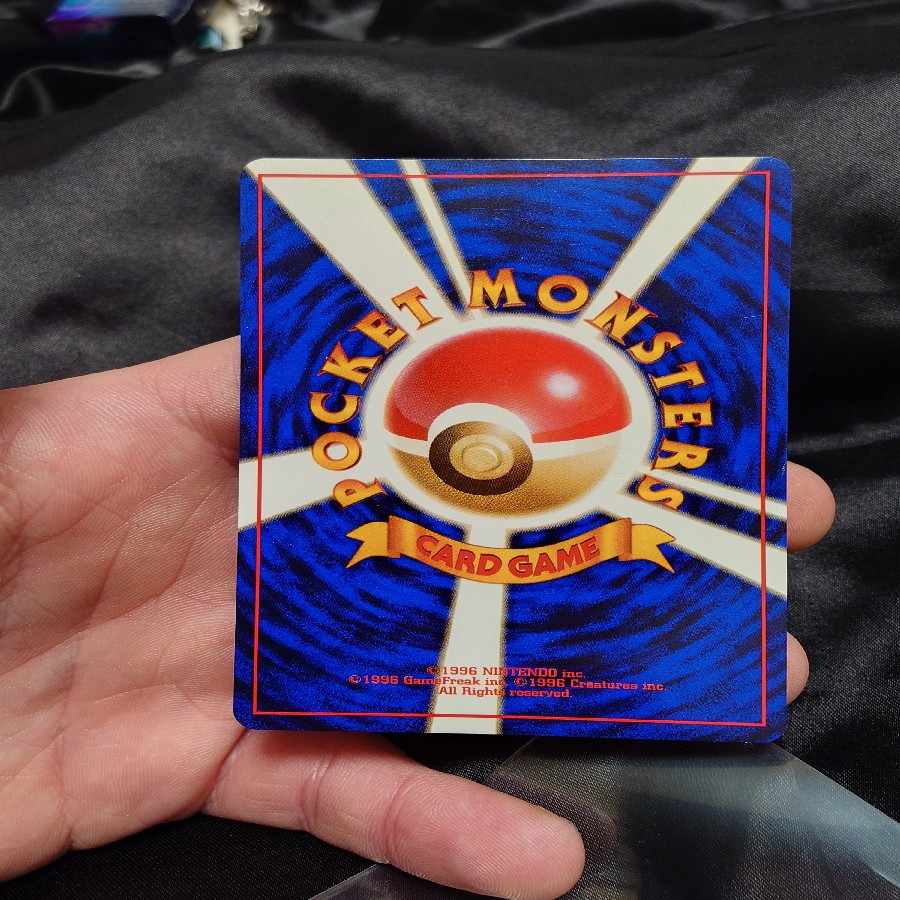 POCKET MONSTERS
CARD GAME
©1996 NINTENDO inc.
©1996 GameFreak inc. ©1996 Creatures inc.
All Rights reserved.